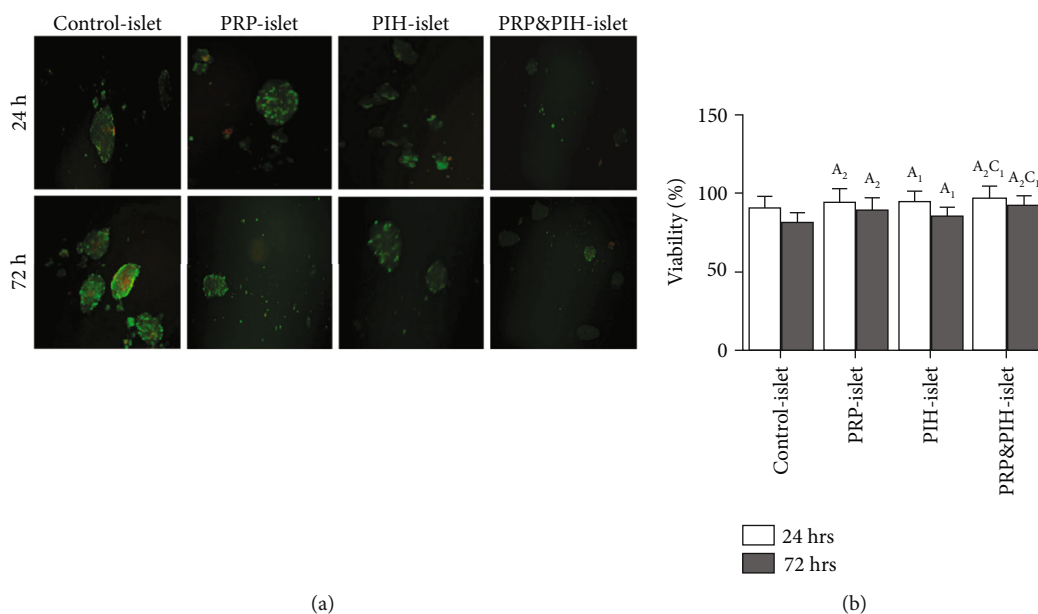 Control-islet PRP-islet PIH-islet PRP&PIH-islet
24 h
72 h
(a)
Viability (%)
150
100
50
0
A₂ A₂ A₁ A₁ A₂C₁ A₂C₁
Control-islet
PRP-islet
PIH-islet
PRP&PIH-islet
24 hrs
72 hrs
(b)